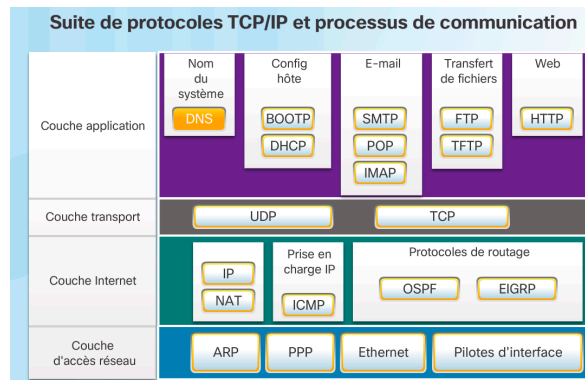 Suite de protocoles TCP/IP et processus de communication
Couche application
Nom
du
système
DNS
Config
hôte
BOOTP
DHCP
E-mail
SMTP
POP
IMAP
Transfert
de fichiers
FTP
TFTP
Web
HTTP
Couche transport
UDP
TCP
Couche Internet
IP
NAT
Prise en
charge IP
ICMP
Protocoles de routage
OSPF
EIGRP
Couche
d'accès réseau
ARP
PPP
Ethernet
Pilotes d'interface